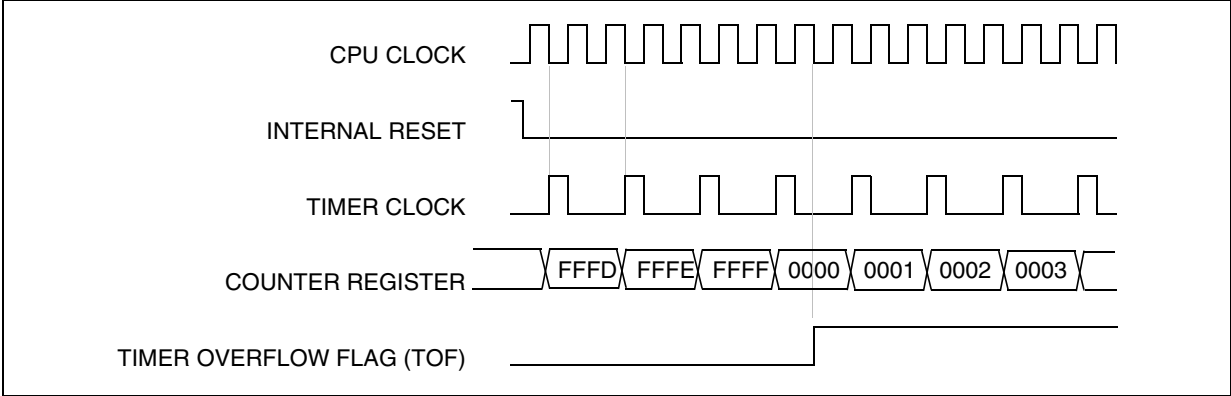 CPU CLOCK
INTERNAL RESET
TIMER CLOCK
FFFD FFFE FFFF 0000 0001 0002 0003
COUNTER REGISTER
TIMER OVERFLOW FLAG (TOF)